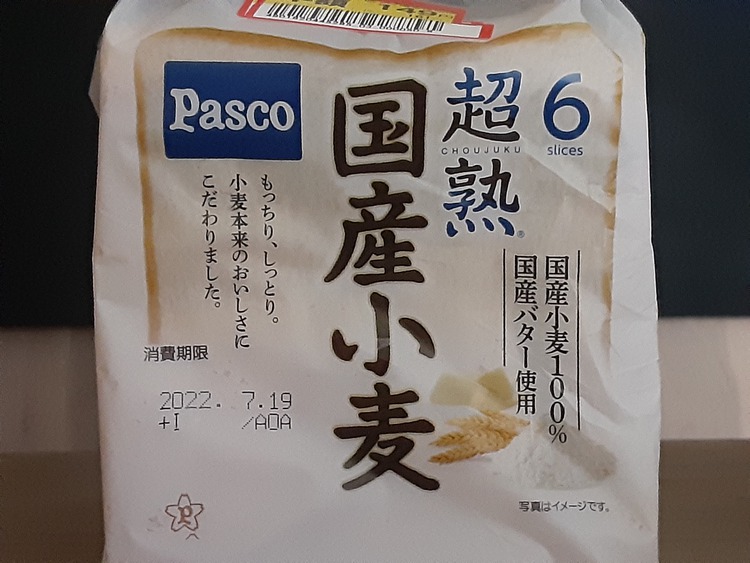 Pasco
超熟
CHOUJUKU
®
6
slices
国産小麦
国産小麦100%
国産バター使用
もっちり、しっとり。
小麦本来のおいしさに
こだわりました。
消費期限
2022. 7.19
+I /AOA
P
写真はイメージです。